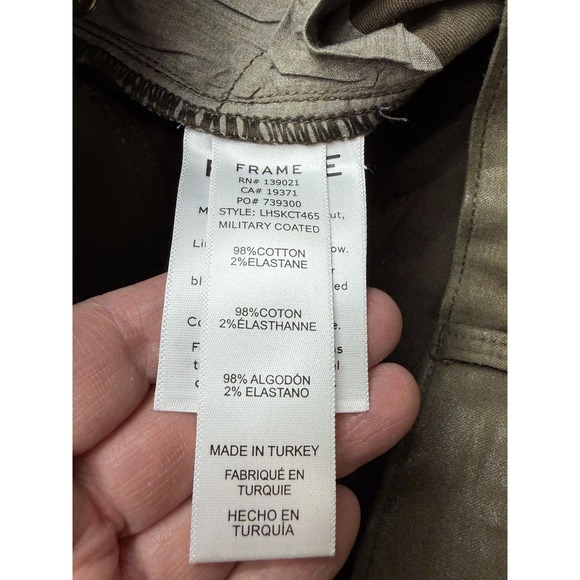 FRAME
RN# 139021
CA# 19371
PO# 739300
STYLE: LHSKCT465
MILITARY COATED
98%COTTON
2%ELASTANE
98%COTON
2%ÉLASTHANNE
98% ALGODÓN
2% ELASTANO
MADE IN TURKEY
FABRIQUÉ EN
TURQUIE
HECHO EN
TURQUÍA